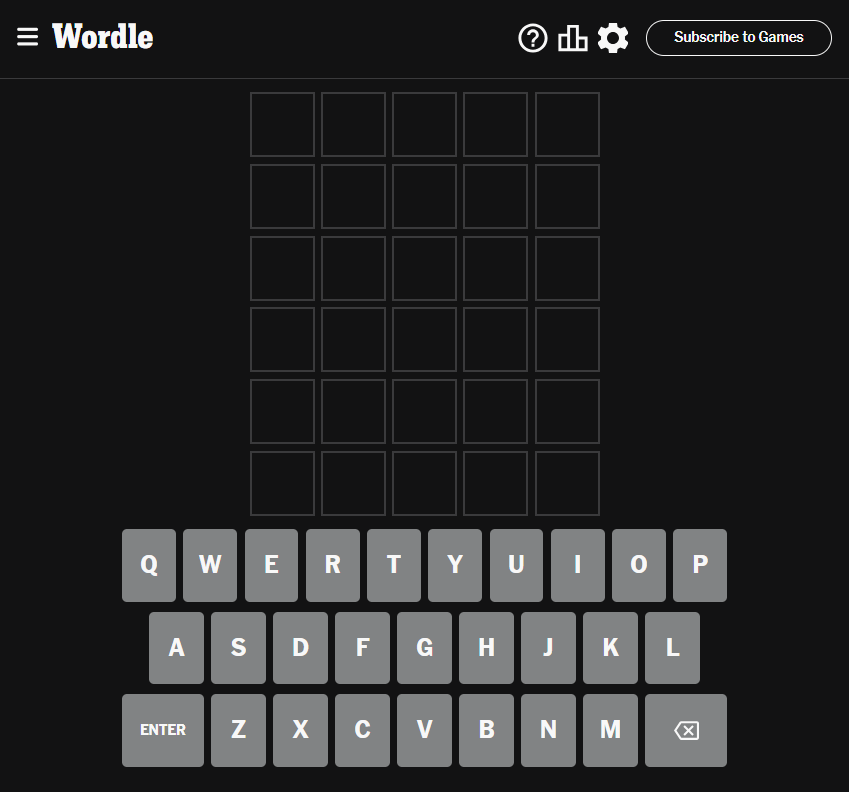 Wordle
Subscribe to Games
Q W E R T Y U I O P
A S D F G H J K L
ENTER Z X C V B N M